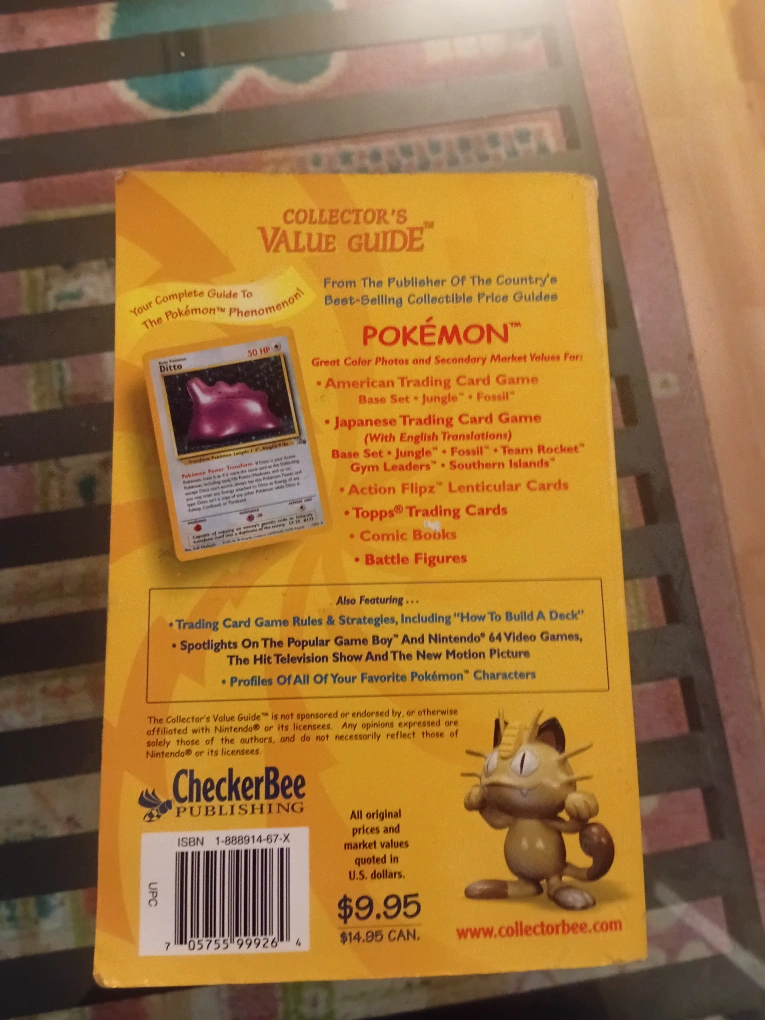 COLLECTOR'S
VALUE GUIDE™
Your Complete Guide To
The Pokémon™ Phenomenon!
From The Publisher Of The Country's
Best-Selling Collectible Price Guides
POKÉMON™
Great Color Photos and Secondary Market Values For:
• American Trading Card Game
Base Set • Jungle™ • Fossil™
• Japanese Trading Card Game
(With English Translations)
Base Set • Jungle™ • Fossil™ • Team Rocket™
Gym Leaders™ • Southern Islands™
• Action Flipz™ Lenticular Cards
• Topps® Trading Cards
• Comic Books
• Battle Figures
Ditto
50 HP
Pokémon Power: Transform
Also Featuring . . .
• Trading Card Game Rules & Strategies, Including "How To Build A Deck"
• Spotlights On The Popular Game Boy™ And Nintendo® 64 Video Games,
The Hit Television Show And The New Motion Picture
• Profiles Of All Of Your Favorite Pokémon™ Characters
The Collector's Value Guide™ is not sponsored or endorsed by, or otherwise
affiliated with Nintendo® or its licensees. Any opinions expressed are
solely those of the authors, and do not necessarily reflect those of
Nintendo® or its licensees.
CheckerBee
PUBLISHING
ISBN 1-888914-67-X
UPC
7 05755 99926 4
All original
prices and
market values
quoted in
U.S. dollars.
$9.95
$14.95 CAN.
www.collectorbee.com